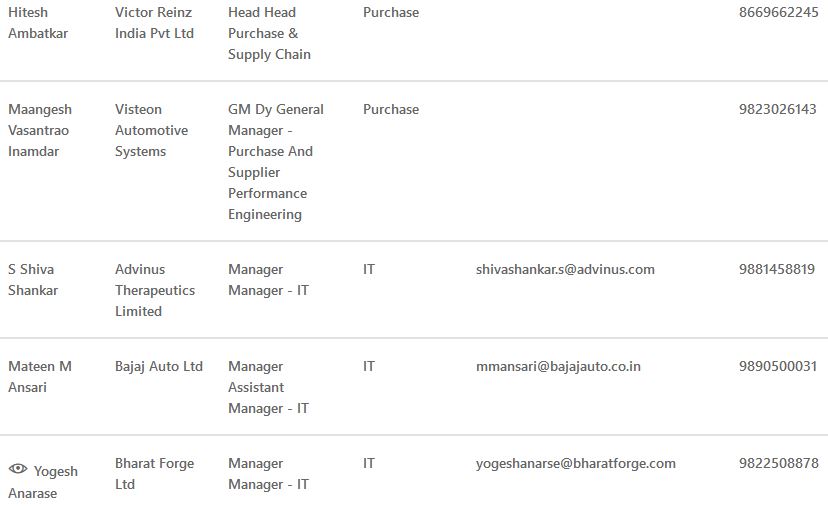 Hitesh Ambatkar Victor Reinz India Pvt Ltd Head Head Purchase & Supply Chain Purchase 8669662245
Maangesh Vasantrao Inamdar Visteon Automotive Systems GM Dy General Manager - Purchase And Supplier Performance Engineering Purchase 9823026143
S Shiva Shankar Advinus Therapeutics Limited Manager Manager - IT IT shivashankar.s@advinus.com 9881458819
Mateen M Ansari Bajaj Auto Ltd Manager Assistant Manager - IT IT mmansari@bajajauto.co.in 9890500031
Yogesh Anarase Bharat Forge Ltd Manager Manager - IT IT yogeshanarse@bharatforge.com 9822508878